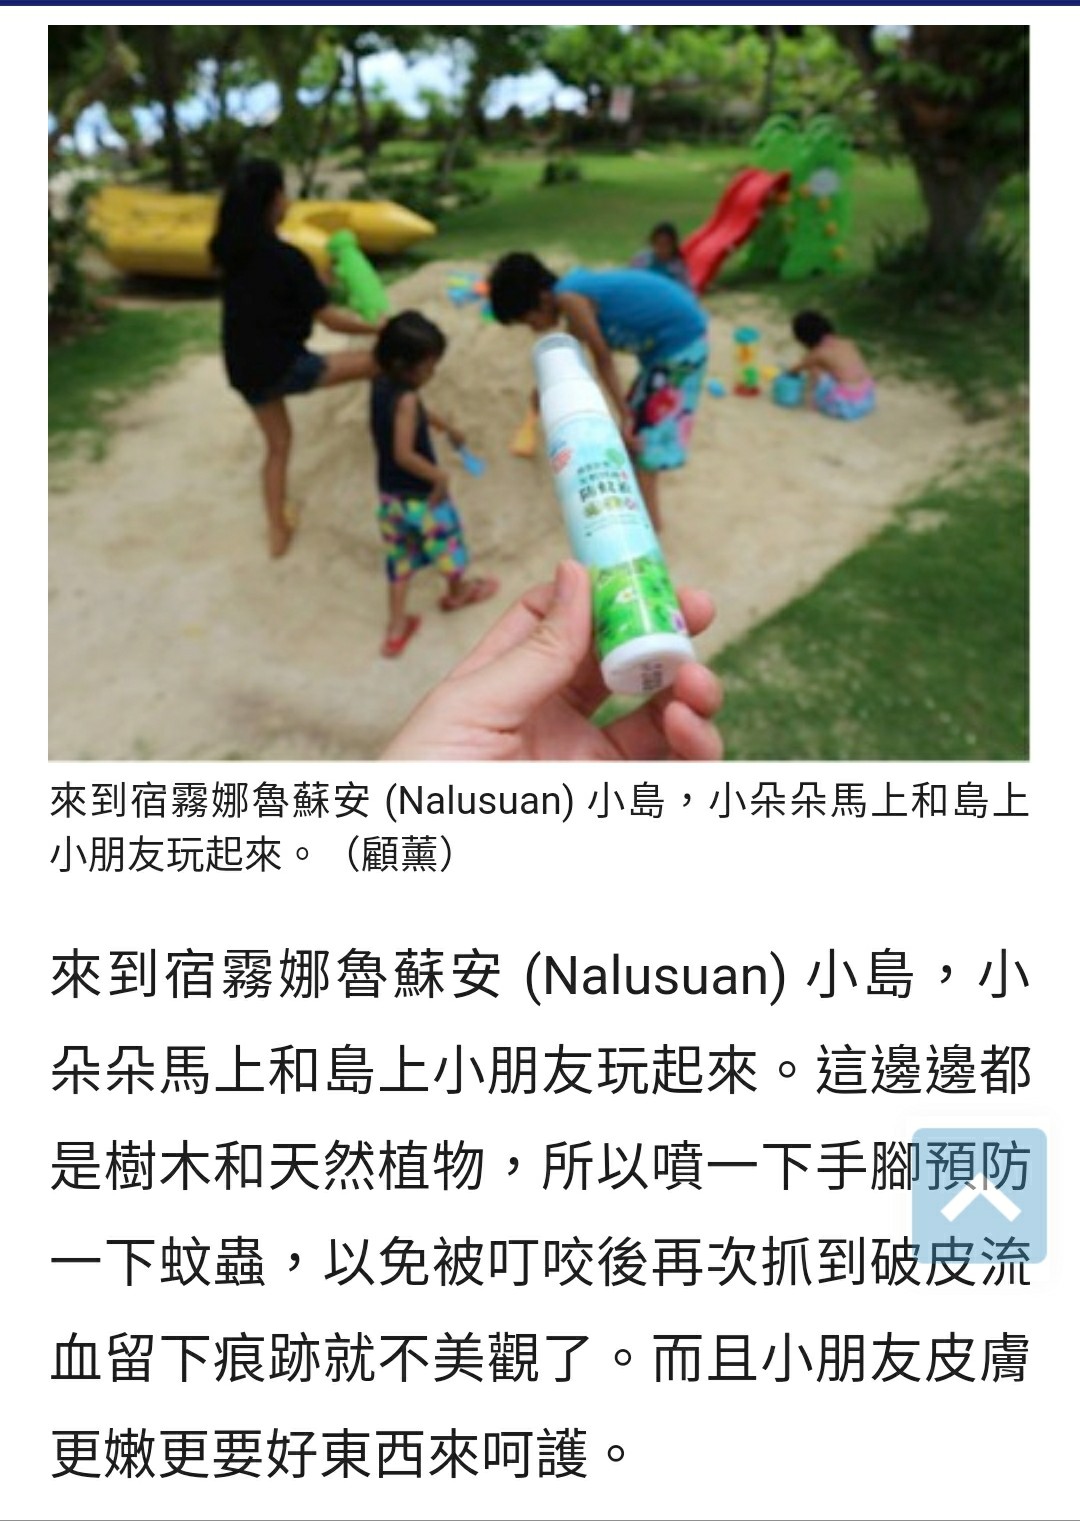 來到宿霧娜魯蘇安 (Nalusuan) 小島，小朵朵馬上和島上
小朋友玩起來。（顧薰）
來到宿霧娜魯蘇安 (Nalusuan) 小島，小
朵朵馬上和島上小朋友玩起來。這邊邊都
是樹木和天然植物，所以噴一下手腳預防
一下蚊蟲，以免被叮咬後再次抓到破皮流
血留下痕跡就不美觀了。而且小朋友皮膚
更嫩更要好東西來呵護。